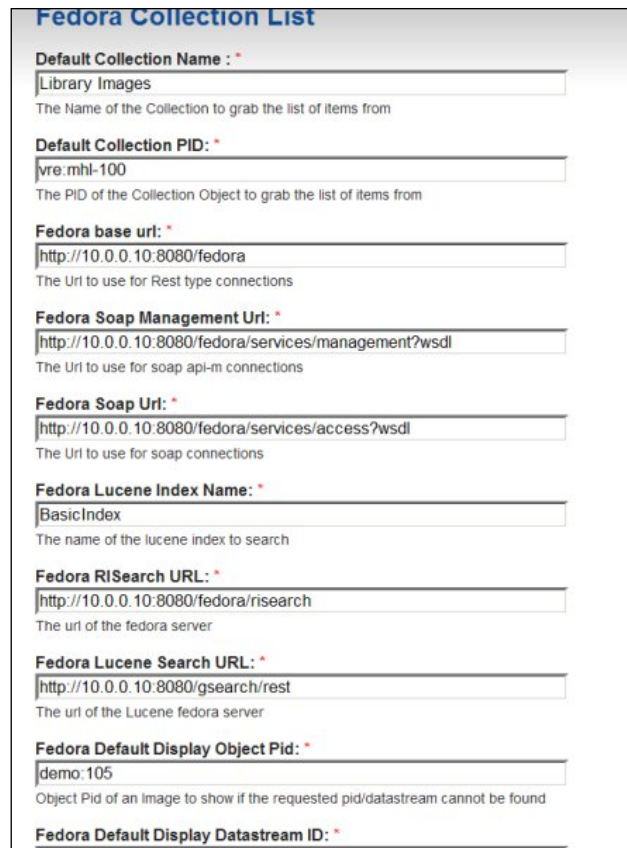 Fedora Collection List
Default Collection Name : *
Library Images
The Name of the Collection to grab the list of items from
Default Collection PID: *
vre:mhl-100
The PID of the Collection Object to grab the list of items from
Fedora base url: *
http://10.0.0.10:8080/fedora
The Url to use for Rest type connections
Fedora Soap Management Url: *
http://10.0.0.10:8080/fedora/services/management?wsdl
The Url to use for soap api-m connections
Fedora Soap Url: *
http://10.0.0.10:8080/fedora/services/access?wsdl
The Url to use for soap connections
Fedora Lucene Index Name: *
BasicIndex
The name of the lucene index to search
Fedora RISearch URL: *
http://10.0.0.10:8080/fedora/risearch
The url of the fedora server
Fedora Lucene Search URL: *
http://10.0.0.10:8080/gsearch/rest
The url of the Lucene fedora server
Fedora Default Display Object Pid: *
demo:105
Object Pid of an Image to show if the requested pid/datastream cannot be found
Fedora Default Display Datastream ID: *